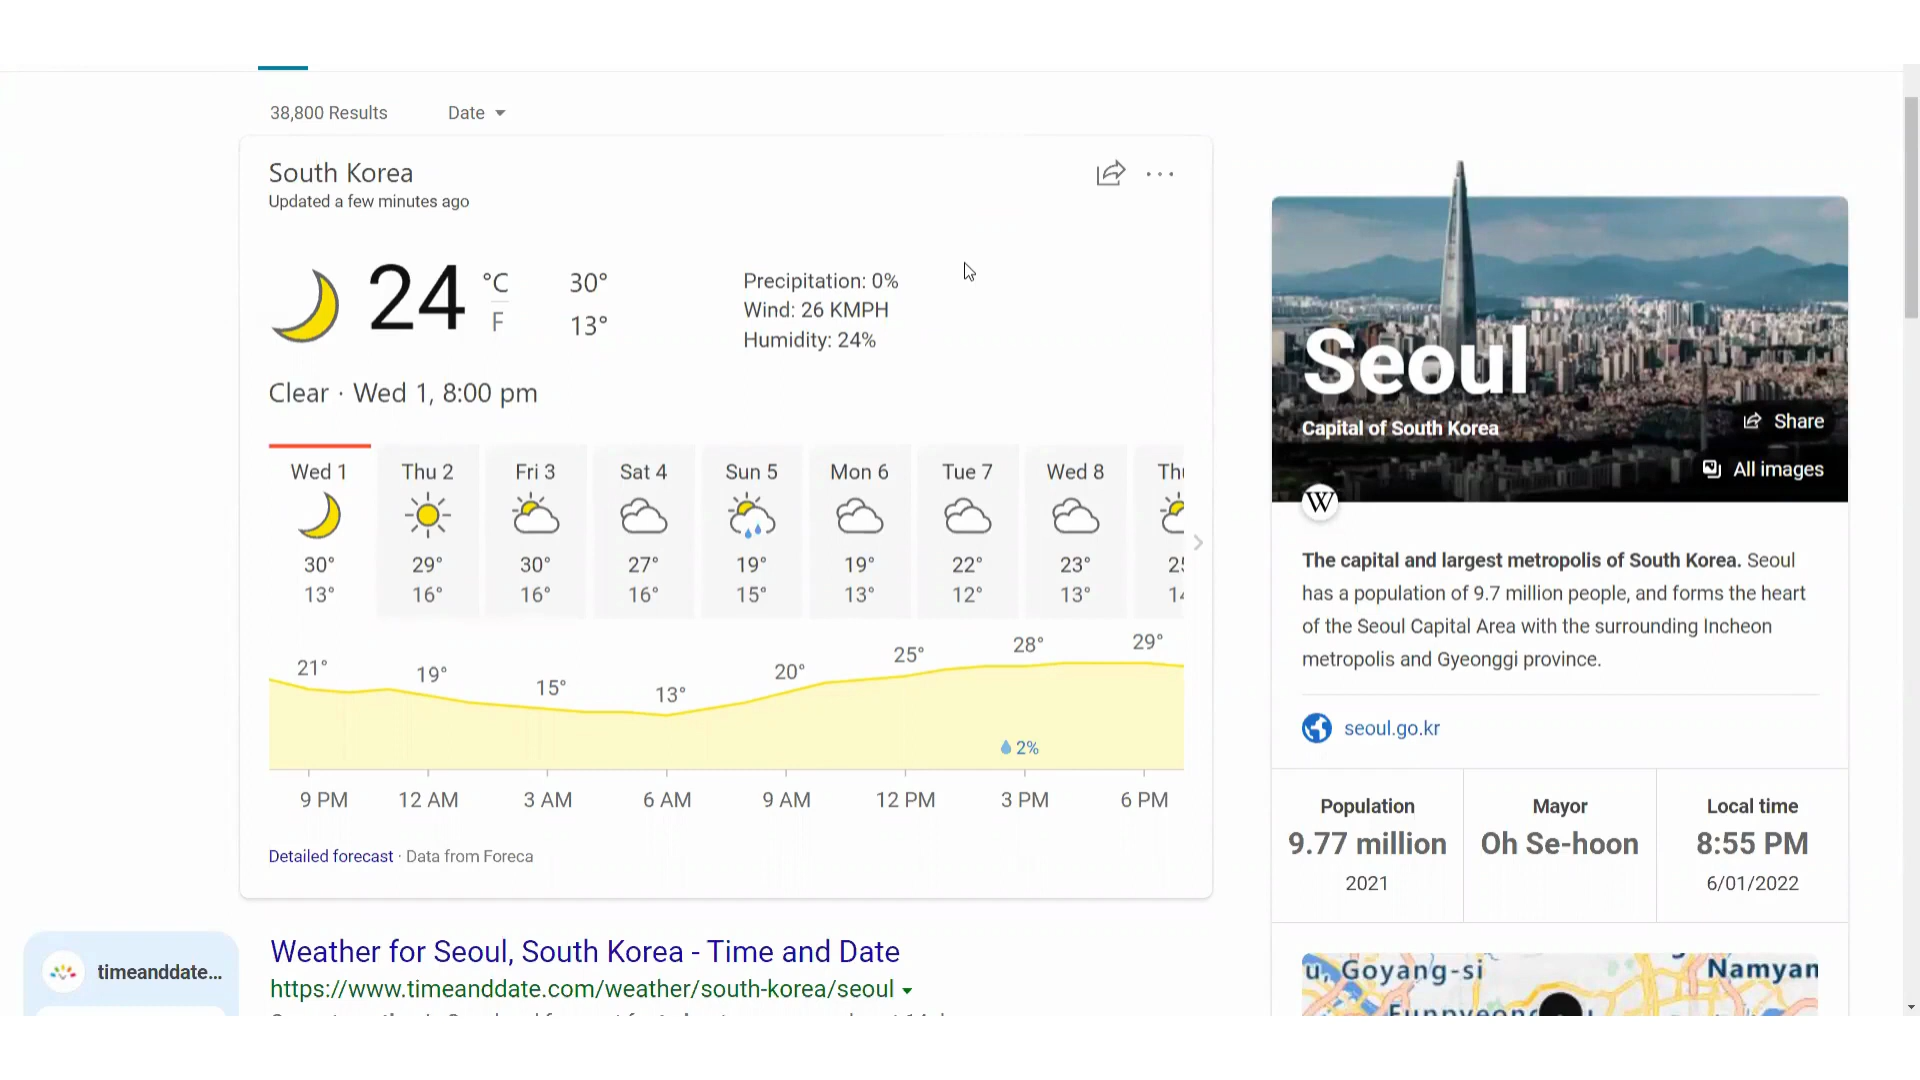 38,800 Results Date
South Korea
Updated a few minutes ago
24 °C
F
30°
13°
Precipitation: 0%
Wind: 26 KMPH
Humidity: 24%
Clear · Wed 1, 8:00 pm
Wed 1 Thu 2 Fri 3 Sat 4 Sun 5 Mon 6 Tue 7 Wed 8
30° 29° 30° 27° 19° 19° 22° 23°
13° 16° 16° 16° 15° 13° 12° 13°
21° 19° 15° 13° 20° 25° 28° 29°
2%
9 PM 12 AM 3 AM 6 AM 9 AM 12 PM 3 PM 6 PM
Detailed forecast · Data from Foreca
timeanddate...
Weather for Seoul, South Korea - Time and Date
https://www.timeanddate.com/weather/south-korea/seoul
Seoul
Capital of South Korea
Share
All images
W
The capital and largest metropolis of South Korea. Seoul
has a population of 9.7 million people, and forms the heart
of the Seoul Capital Area with the surrounding Incheon
metropolis and Gyeonggi province.
seoul.go.kr
Population Mayor Local time
9.77 million Oh Se-hoon 8:55 PM
2021 6/01/2022
Goyang-si